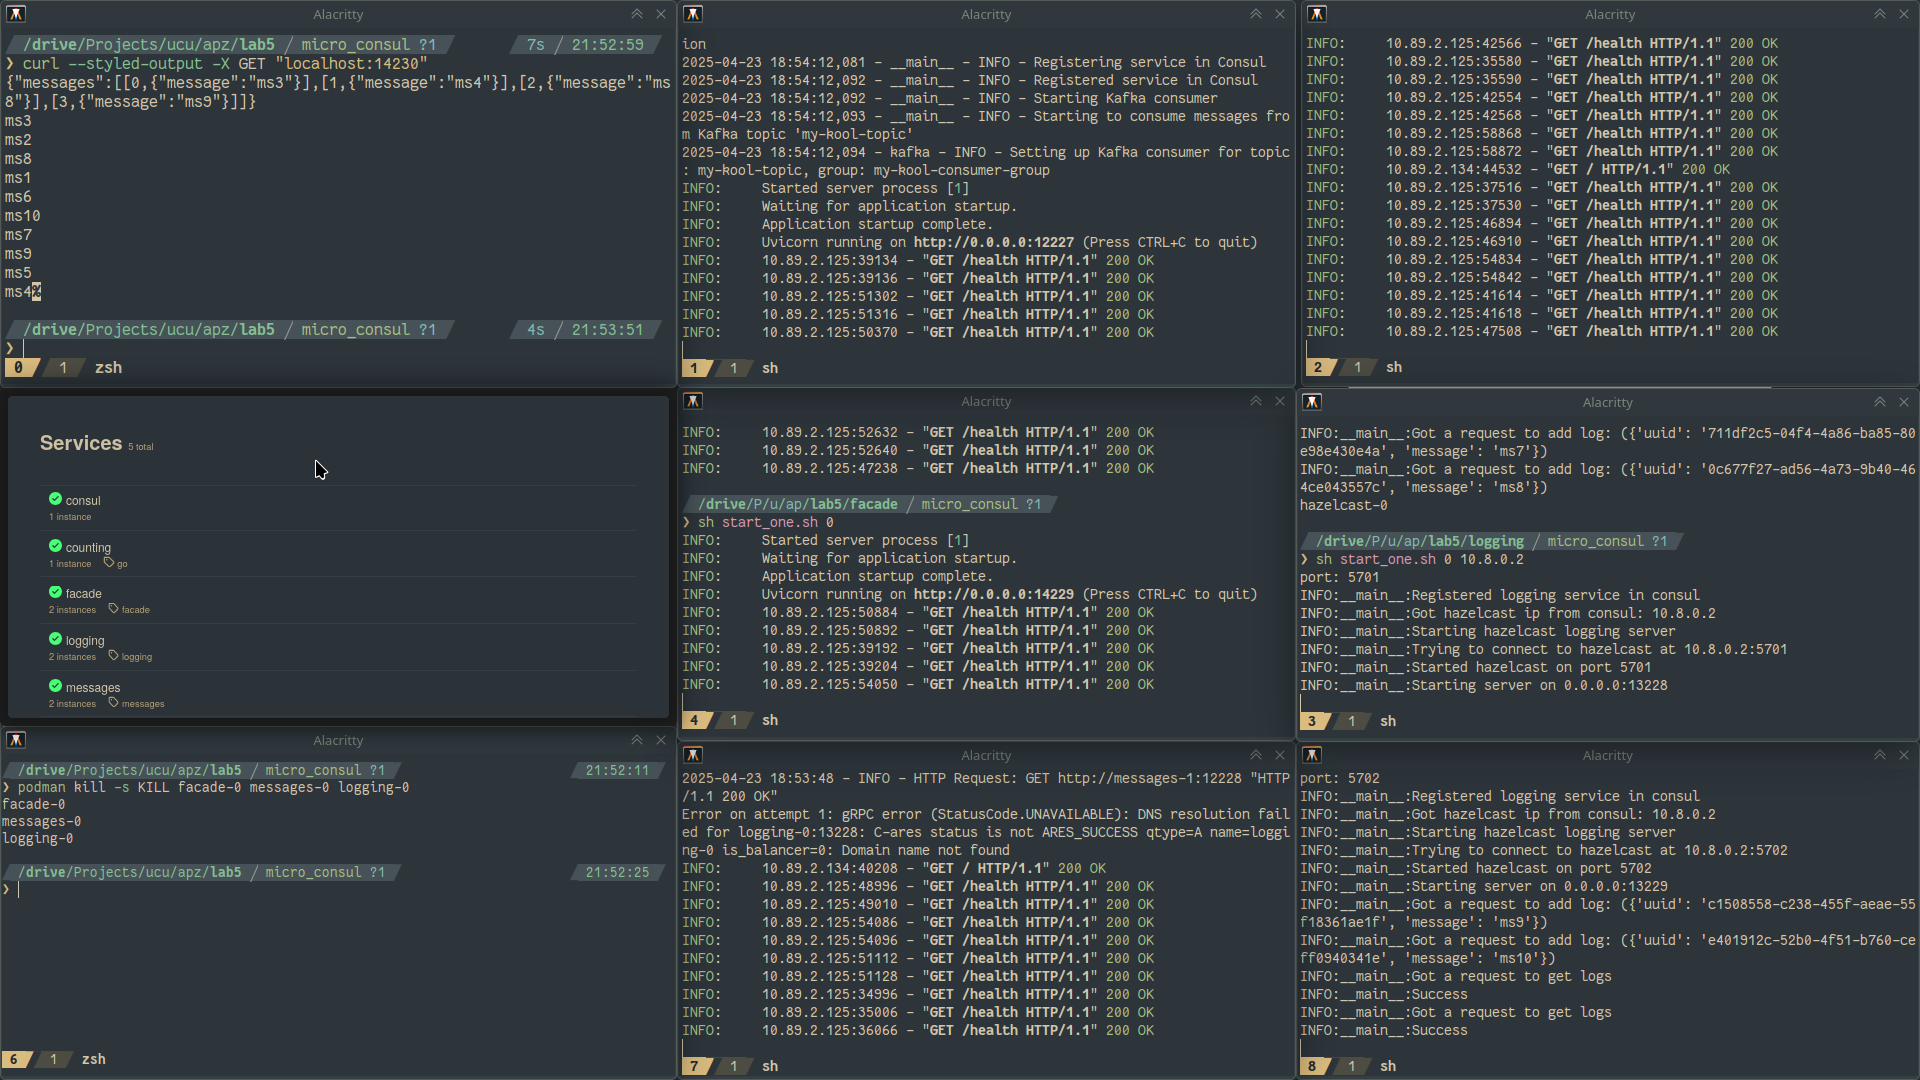 Alacritty
/drive/Projects/ucu/apz/lab5 / micro_consul ?1 7s / 21:52:59
❯ curl --styled-output -X GET "localhost:14230"
{"messages":[[0,{"message":"ms3"}],[1,{"message":"ms4"}],[2,{"message":"ms
8"}],[3,{"message":"ms9"}]]}
ms3
ms2
ms8
ms1
ms6
ms10
ms7
ms9
ms5
ms4%
/drive/Projects/ucu/apz/lab5 / micro_consul ?1 4s / 21:53:51
❯
0 1 zsh
Alacritty
ion
2025-04-23 18:54:12,081 - __main__ - INFO - Registering service in Consul
2025-04-23 18:54:12,092 - __main__ - INFO - Registered service in Consul
2025-04-23 18:54:12,092 - __main__ - INFO - Starting Kafka consumer
2025-04-23 18:54:12,093 - __main__ - INFO - Starting to consume messages fro
m Kafka topic 'my-kool-topic'
2025-04-23 18:54:12,094 - kafka - INFO - Setting up Kafka consumer for topic
: my-kool-topic, group: my-kool-consumer-group
INFO: Started server process [1]
INFO: Waiting for application startup.
INFO: Application startup complete.
INFO: Uvicorn running on http://0.0.0.0:12227 (Press CTRL+C to quit)
INFO: 10.89.2.125:39134 - "GET /health HTTP/1.1" 200 OK
INFO: 10.89.2.125:39136 - "GET /health HTTP/1.1" 200 OK
INFO: 10.89.2.125:51302 - "GET /health HTTP/1.1" 200 OK
INFO: 10.89.2.125:51316 - "GET /health HTTP/1.1" 200 OK
INFO: 10.89.2.125:50370 - "GET /health HTTP/1.1" 200 OK
1 1 sh
Alacritty
INFO: 10.89.2.125:42566 - "GET /health HTTP/1.1" 200 OK
INFO: 10.89.2.125:35580 - "GET /health HTTP/1.1" 200 OK
INFO: 10.89.2.125:35590 - "GET /health HTTP/1.1" 200 OK
INFO: 10.89.2.125:42554 - "GET /health HTTP/1.1" 200 OK
INFO: 10.89.2.125:42568 - "GET /health HTTP/1.1" 200 OK
INFO: 10.89.2.125:58868 - "GET /health HTTP/1.1" 200 OK
INFO: 10.89.2.125:58872 - "GET /health HTTP/1.1" 200 OK
INFO: 10.89.2.134:44532 - "GET / HTTP/1.1" 200 OK
INFO: 10.89.2.125:37516 - "GET /health HTTP/1.1" 200 OK
INFO: 10.89.2.125:37530 - "GET /health HTTP/1.1" 200 OK
INFO: 10.89.2.125:46894 - "GET /health HTTP/1.1" 200 OK
INFO: 10.89.2.125:46910 - "GET /health HTTP/1.1" 200 OK
INFO: 10.89.2.125:54834 - "GET /health HTTP/1.1" 200 OK
INFO: 10.89.2.125:54842 - "GET /health HTTP/1.1" 200 OK
INFO: 10.89.2.125:41614 - "GET /health HTTP/1.1" 200 OK
INFO: 10.89.2.125:41618 - "GET /health HTTP/1.1" 200 OK
INFO: 10.89.2.125:47508 - "GET /health HTTP/1.1" 200 OK
2 1 sh
Services 5 total
consul
1 instance
counting
1 instance go
facade
2 instances facade
logging
2 instances logging
messages
2 instances messages
Alacritty
INFO: 10.89.2.125:52632 - "GET /health HTTP/1.1" 200 OK
INFO: 10.89.2.125:52640 - "GET /health HTTP/1.1" 200 OK
INFO: 10.89.2.125:47238 - "GET /health HTTP/1.1" 200 OK
/drive/P/u/ap/lab5/facade / micro_consul ?1
❯ sh start_one.sh 0
INFO: Started server process [1]
INFO: Waiting for application startup.
INFO: Application startup complete.
INFO: Uvicorn running on http://0.0.0.0:14229 (Press CTRL+C to quit)
INFO: 10.89.2.125:50884 - "GET /health HTTP/1.1" 200 OK
INFO: 10.89.2.125:50892 - "GET /health HTTP/1.1" 200 OK
INFO: 10.89.2.125:39192 - "GET /health HTTP/1.1" 200 OK
INFO: 10.89.2.125:39204 - "GET /health HTTP/1.1" 200 OK
INFO: 10.89.2.125:54050 - "GET /health HTTP/1.1" 200 OK
4 1 sh
Alacritty
INFO:__main__:Got a request to add log: ({'uuid': '711df2c5-04f4-4a86-ba85-80
e98e430e4a', 'message': 'ms7'})
INFO:__main__:Got a request to add log: ({'uuid': '0c677f27-ad56-4a73-9b40-46
4ce043557c', 'message': 'ms8'})
hazelcast-0
/drive/P/u/ap/lab5/logging / micro_consul ?1
❯ sh start_one.sh 0 10.8.0.2
port: 5701
INFO:__main__:Registered logging service in consul
INFO:__main__:Got hazelcast ip from consul: 10.8.0.2
INFO:__main__:Starting hazelcast logging server
INFO:__main__:Trying to connect to hazelcast at 10.8.0.2:5701
INFO:__main__:Started hazelcast on port 5701
INFO:__main__:Starting server on 0.0.0.0:13228
3 1 sh
Alacritty
/drive/Projects/ucu/apz/lab5 / micro_consul ?1 21:52:11
❯ podman kill -s KILL facade-0 messages-0 logging-0
facade-0
messages-0
logging-0
/drive/Projects/ucu/apz/lab5 / micro_consul ?1 21:52:25
❯
6 1 zsh
Alacritty
2025-04-23 18:53:48 - INFO - HTTP Request: GET http://messages-1:12228 "HTTP
/1.1 200 OK"
Error on attempt 1: gRPC error (StatusCode.UNAVAILABLE): DNS resolution fail
ed for logging-0:13228: C-ares status is not ARES_SUCCESS qtype=A name=loggi
ng-0 is_balancer=0: Domain name not found
INFO: 10.89.2.134:40208 - "GET / HTTP/1.1" 200 OK
INFO: 10.89.2.125:48996 - "GET /health HTTP/1.1" 200 OK
INFO: 10.89.2.125:49010 - "GET /health HTTP/1.1" 200 OK
INFO: 10.89.2.125:54086 - "GET /health HTTP/1.1" 200 OK
INFO: 10.89.2.125:54096 - "GET /health HTTP/1.1" 200 OK
INFO: 10.89.2.125:51112 - "GET /health HTTP/1.1" 200 OK
INFO: 10.89.2.125:51128 - "GET /health HTTP/1.1" 200 OK
INFO: 10.89.2.125:34996 - "GET /health HTTP/1.1" 200 OK
INFO: 10.89.2.125:35006 - "GET /health HTTP/1.1" 200 OK
INFO: 10.89.2.125:36066 - "GET /health HTTP/1.1" 200 OK
7 1 sh
Alacritty
port: 5702
INFO:__main__:Registered logging service in consul
INFO:__main__:Got hazelcast ip from consul: 10.8.0.2
INFO:__main__:Starting hazelcast logging server
INFO:__main__:Trying to connect to hazelcast at 10.8.0.2:5702
INFO:__main__:Started hazelcast on port 5702
INFO:__main__:Starting server on 0.0.0.0:13229
INFO:__main__:Got a request to add log: ({'uuid': 'c1508558-c238-455f-aeae-55
f18361ae1f', 'message': 'ms9'})
INFO:__main__:Got a request to add log: ({'uuid': 'e401912c-52b0-4f51-b760-ce
ff0940341e', 'message': 'ms10'})
INFO:__main__:Got a request to get logs
INFO:__main__:Success
INFO:__main__:Got a request to get logs
INFO:__main__:Success
8 1 sh